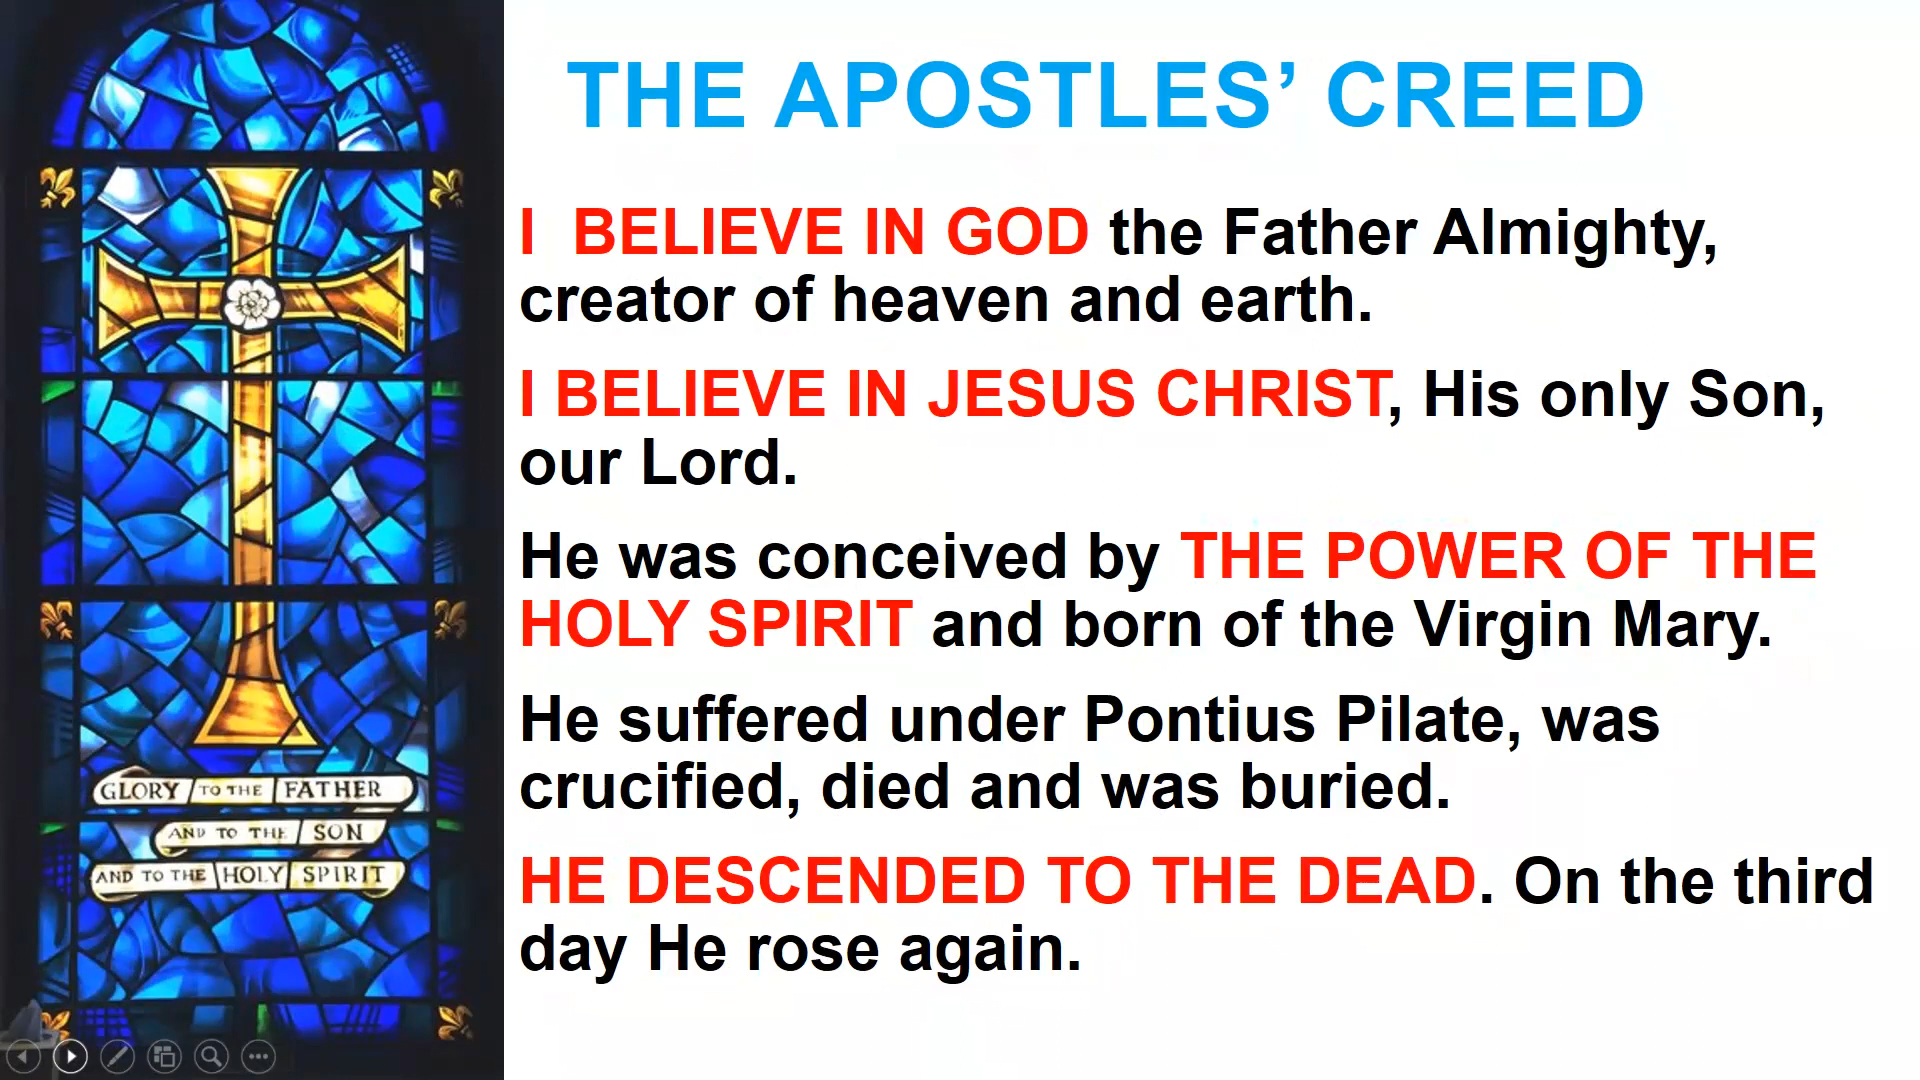 THE APOSTLES’ CREED
I  BELIEVE IN GOD the Father Almighty,
creator of heaven and earth.
I BELIEVE IN JESUS CHRIST, His only Son,
our Lord.
He was conceived by THE POWER OF THE
HOLY SPIRIT and born of the Virgin Mary.
He suffered under Pontius Pilate, was
crucified, died and was buried.
HE DESCENDED TO THE DEAD. On the third
day He rose again.
GLORY TO THE FATHER
AND TO THE SON
AND TO THE HOLY SPIRIT